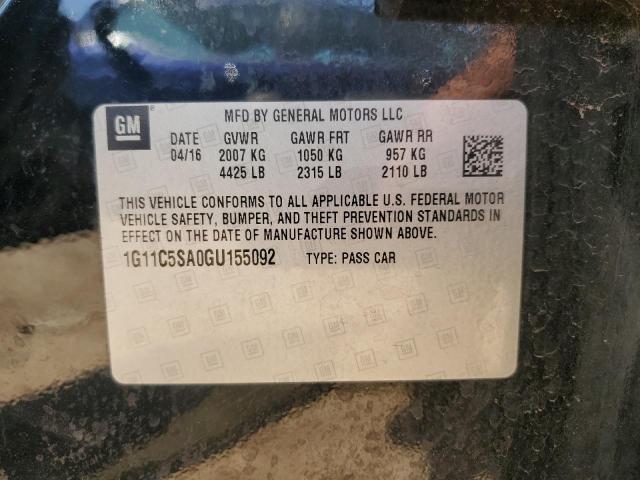 GM
MFD BY GENERAL MOTORS LLC
DATE GVWR GAWR FRT GAWR RR
04/16 2007 KG 1050 KG 957 KG
4425 LB 2315 LB 2110 LB
THIS VEHICLE CONFORMS TO ALL APPLICABLE U.S. FEDERAL MOTOR
VEHICLE SAFETY, BUMPER, AND THEFT PREVENTION STANDARDS IN
EFFECT ON THE DATE OF MANUFACTURE SHOWN ABOVE.
1G11C5SA0GU155092 TYPE: PASS CAR